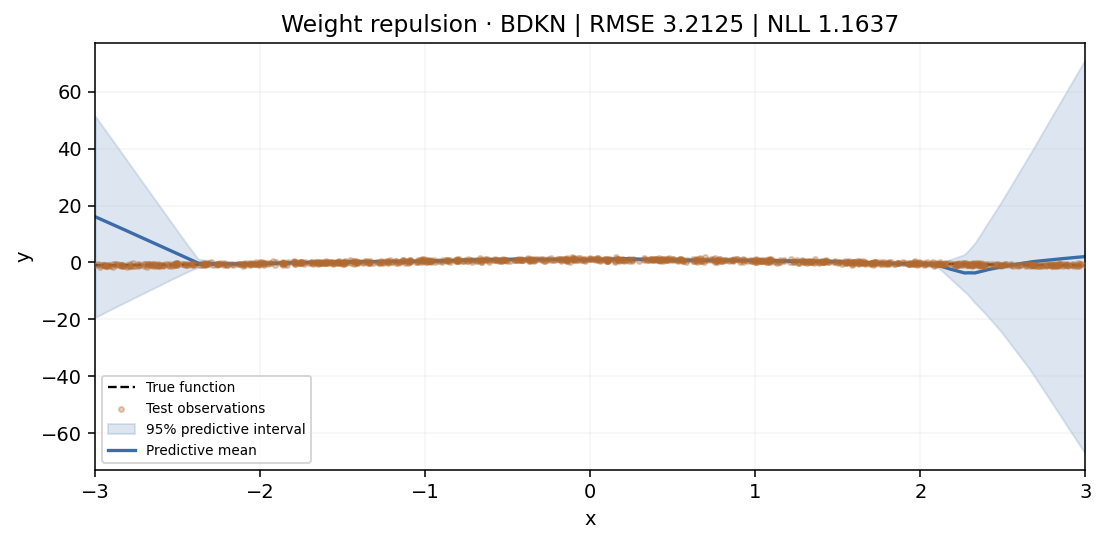 Weight repulsion · BDKN | RMSE 3.2125 | NLL 1.1637
60
40
20
0
−20
−40
−60
y
True function
Test observations
95% predictive interval
Predictive mean
−3 −2 −1 0 1 2 3
x